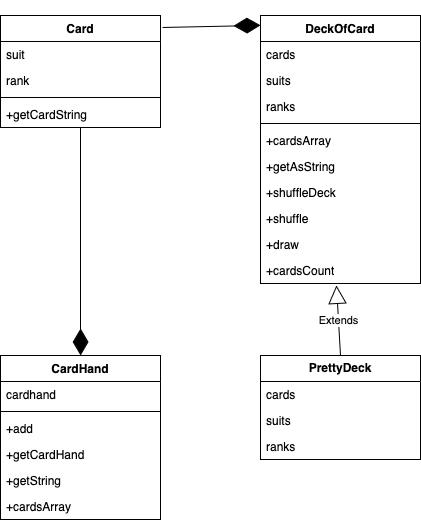 Card
suit
rank
+getCardString
DeckOfCard
cards
suits
ranks
+cardsArray
+getAsString
+shuffleDeck
+shuffle
+draw
+cardsCount
Extends
CardHand
cardhand
+add
+getCardHand
+getString
+cardsArray
PrettyDeck
cards
suits
ranks